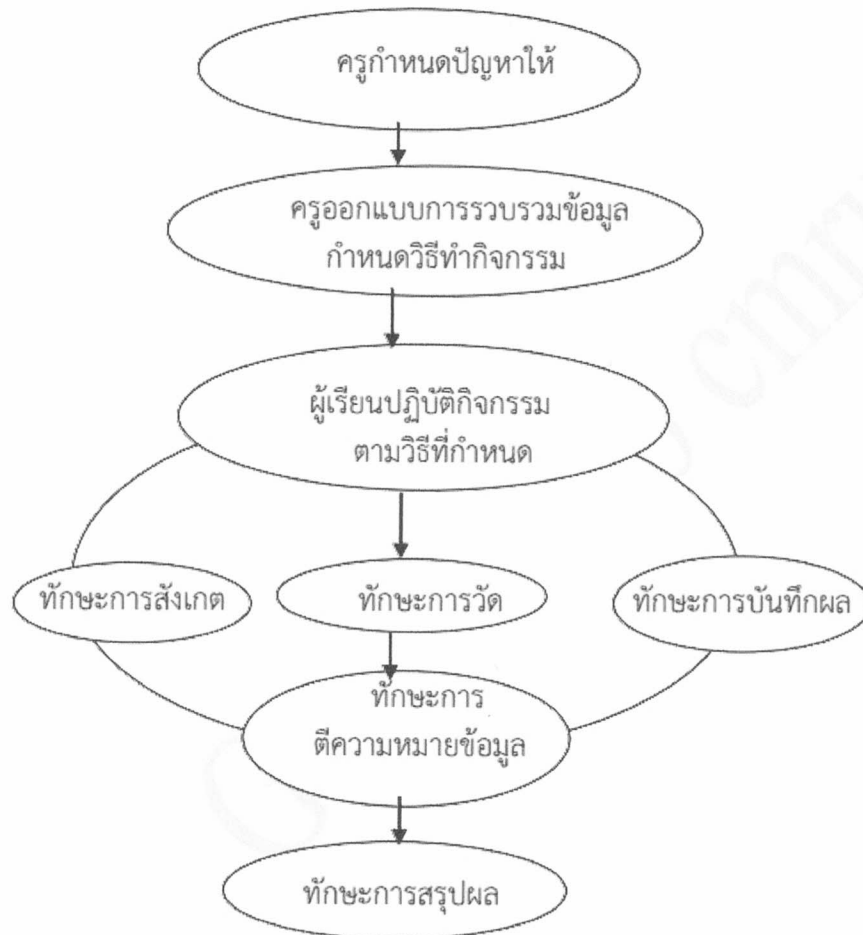 ครูกำหนดปัญหาให้
ครูออกแบบการรวบรวมข้อมูล
กำหนดวิธีทำกิจกรรม
ผู้เรียนปฏิบัติกิจกรรม
ตามวิธีที่กำหนด
ทักษะการสังเกต
ทักษะการวัด
ทักษะการบันทึกผล
ทักษะการ
ตีความหมายข้อมูล
ทักษะการสรุปผล